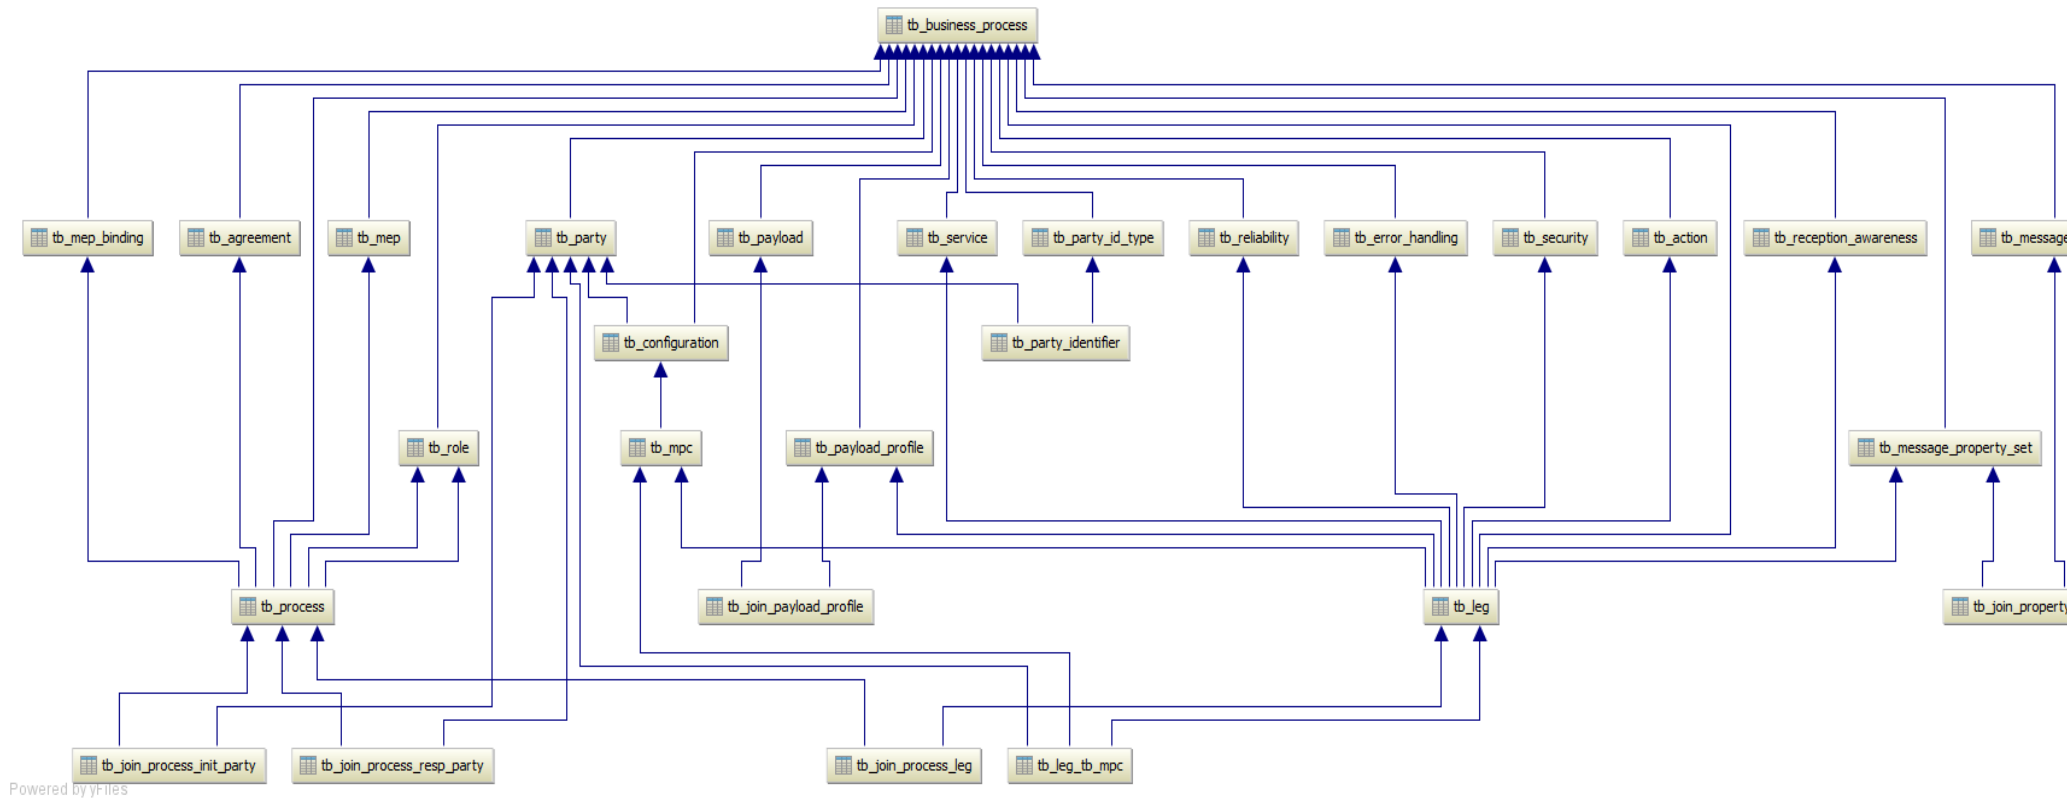 tb_business_process
tb_mep_binding
tb_agreement
tb_mep
tb_party
tb_payload
tb_service
tb_party_id_type
tb_reliability
tb_error_handling
tb_security
tb_action
tb_reception_awareness
tb_message
tb_configuration
tb_party_identifier
tb_role
tb_mpc
tb_payload_profile
tb_message_property_set
tb_process
tb_join_payload_profile
tb_leg
tb_join_property
tb_join_process_init_party
tb_join_process_resp_party
tb_join_process_leg
tb_leg_tb_mpc
Powered by yFiles